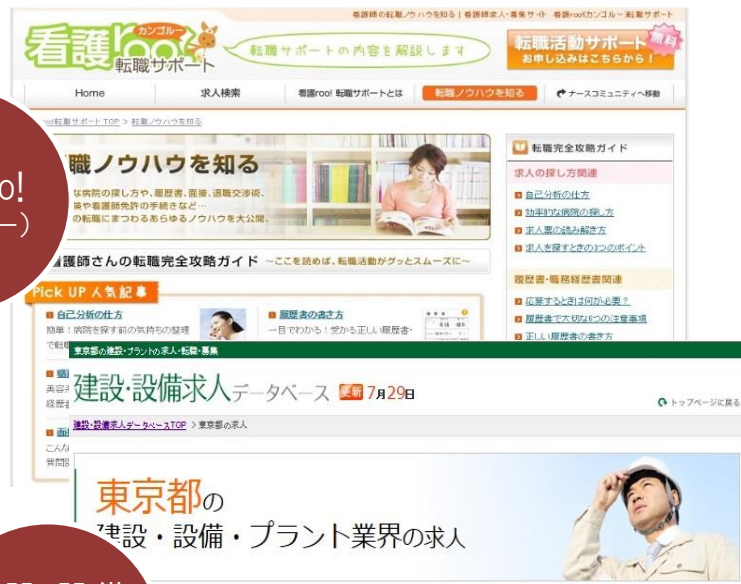 看護師の転職ノウハウを知る | 看護師求人・募集サイト 看護roo!(カンゴルー)転職サポート
看護roo!
カンゴルー
転職サポート
転職サポートの内容を解説します
転職活動サポート
無料
お申し込みはこちらから！
Home
求人検索
看護roo! 転職サポートとは
転職ノウハウを知る
ナースコミュニティへ移動
転職サポート TOP > 転職ノウハウを知る
職ノウハウを知る
な病院の探し方や、履歴書、面接、退職交渉術、
険や看護師免許の手続きなど…
の転職にまつわるあらゆるノウハウを大公開。
o!
ー)
護師さんの転職完全攻略ガイド ～ここを読めば、転職活動がグッとスムーズに～
Pick UP 人気記事
自己分析の仕方
簡単！病院を探す前の気持ちの整理
で転職
履歴書の書き方
一目でわかる！受かる正しい履歴書・
美容
経歴書
面
こんな
質問
転職完全攻略ガイド
求人の探し方関連
自己分析の仕方
効率的な病院の探し方
求人票の読み解き方
求人を探すときの3つのポイント
履歴書・職務経歴書関連
応募するときは何が必要？
履歴書で大切な6つの注意事項
正しい履歴書の書き方
東京都の建設・プラントの求人・転職・募集
建設・設備求人データベース 更新 7月29日
トップページに戻る
建設・設備求人データベースTOP > 東京都の求人
東京都の
建設・設備・プラント業界の求人